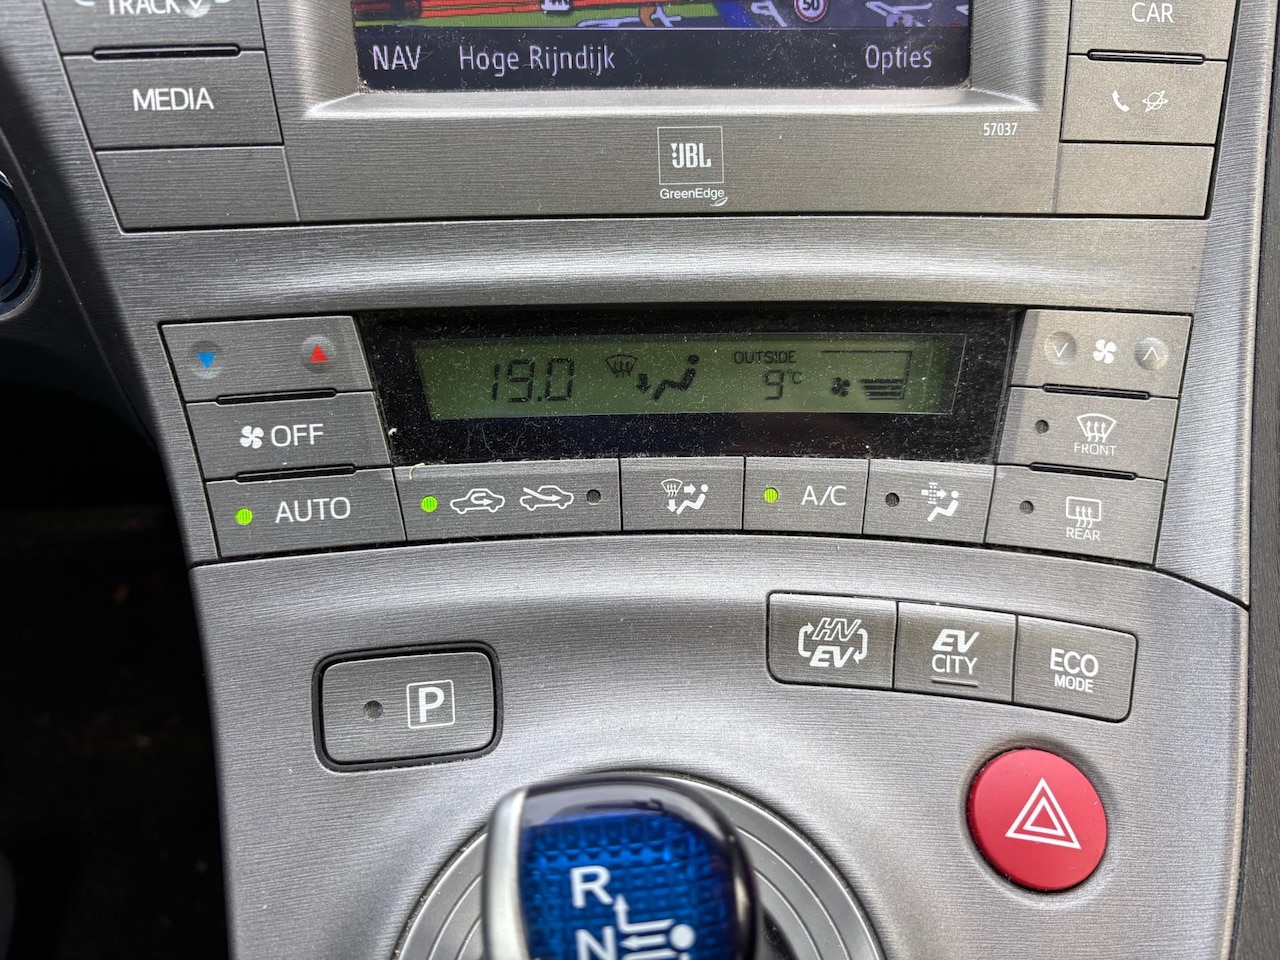 TRACK
CAR
50
NAV Hoge Rijndijk Opties
MEDIA
57037
JBL
GreenEdge
19.0
OUTSIDE
9°C
OFF
FRONT
AUTO
A/C
REAR
HV
EV
EV
CITY
ECO
MODE
P
R
N